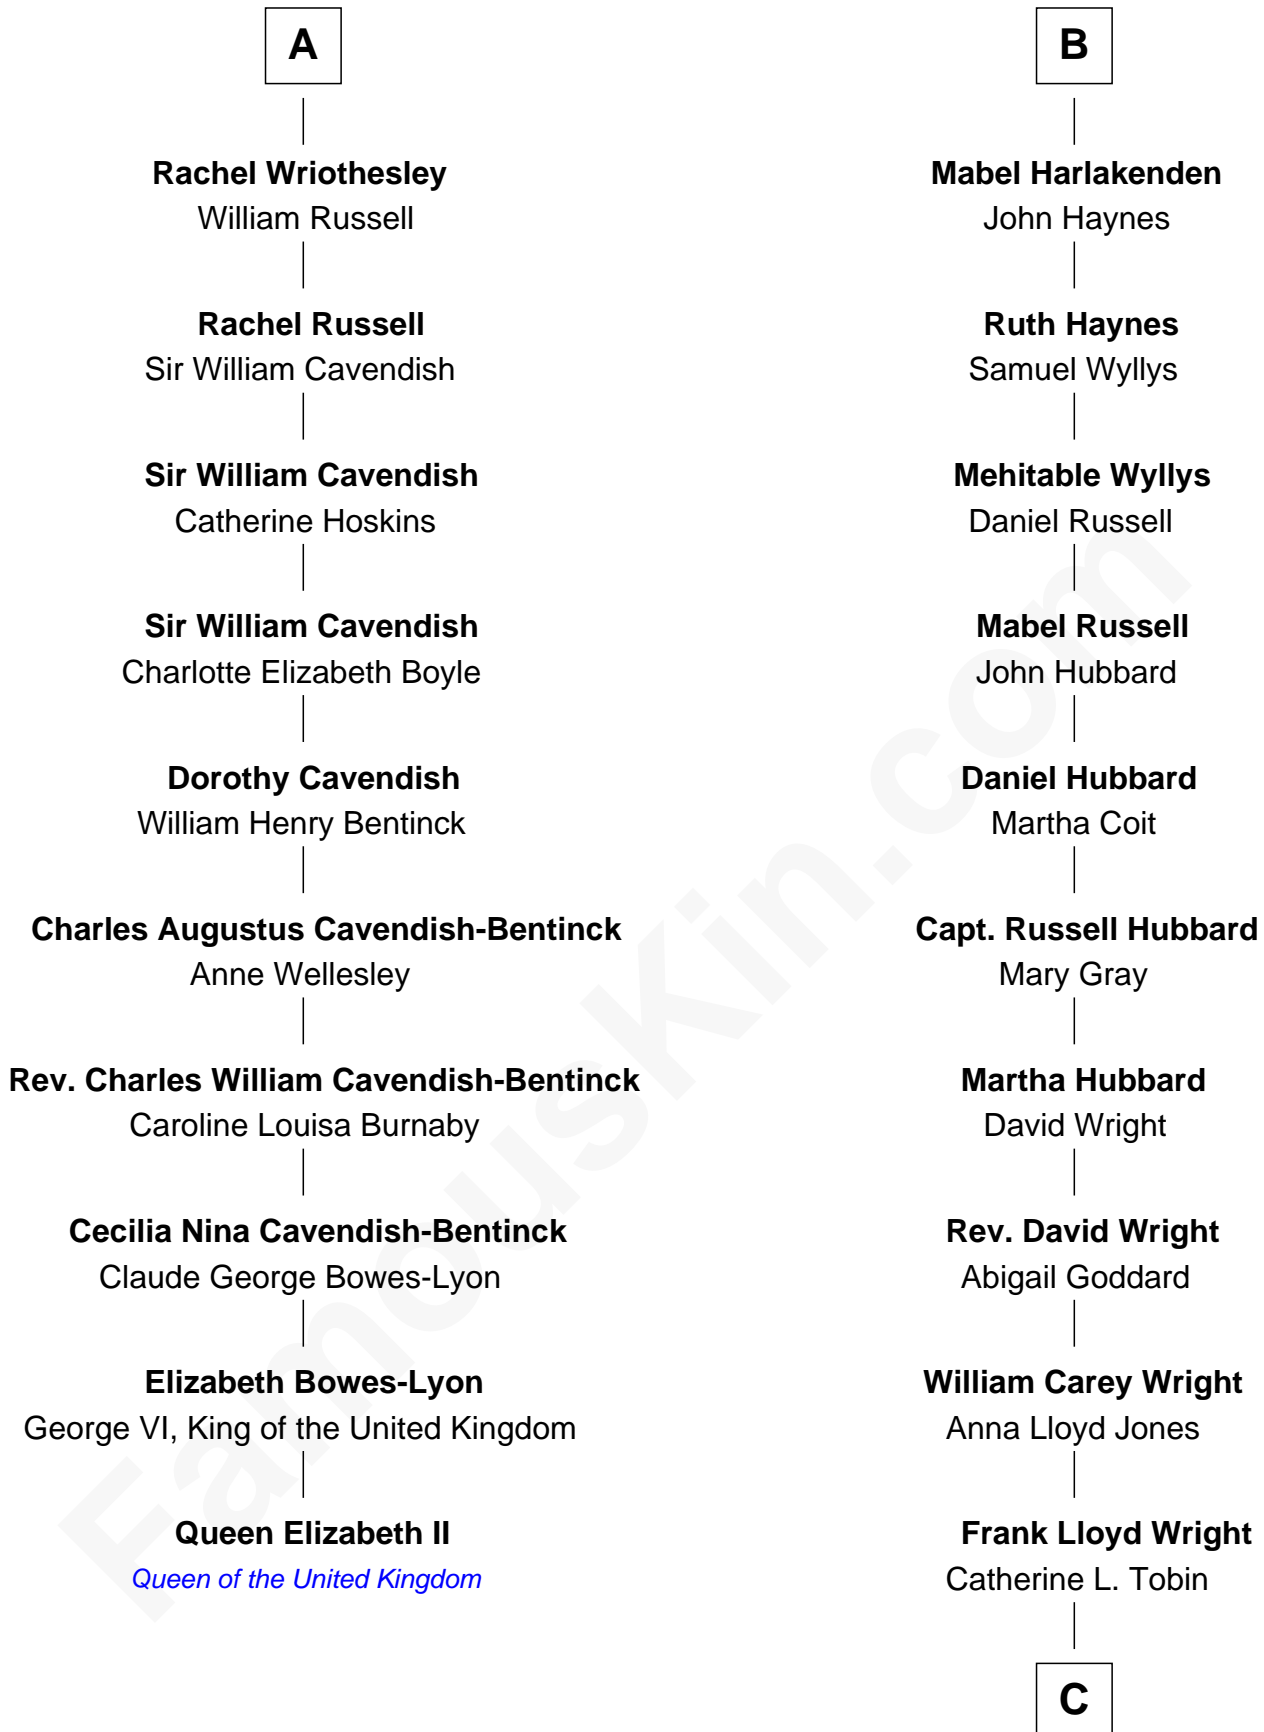 A
Rachel Wriothesley
William Russell
Rachel Russell
Sir William Cavendish
Sir William Cavendish
Catherine Hoskins
Sir William Cavendish
Charlotte Elizabeth Boyle
Dorothy Cavendish
William Henry Bentinck
Charles Augustus Cavendish-Bentinck
Anne Wellesley
Rev. Charles William Cavendish-Bentinck
Caroline Louisa Burnaby
Cecilia Nina Cavendish-Bentinck
Claude George Bowes-Lyon
Elizabeth Bowes-Lyon
George VI, King of the United Kingdom
Queen Elizabeth II
Queen of the United Kingdom
B
Mabel Harlakenden
John Haynes
Ruth Haynes
Samuel Wyllys
Mehitable Wyllys
Daniel Russell
Mabel Russell
John Hubbard
Daniel Hubbard
Martha Coit
Capt. Russell Hubbard
Mary Gray
Martha Hubbard
David Wright
Rev. David Wright
Abigail Goddard
William Carey Wright
Anna Lloyd Jones
Frank Lloyd Wright
Catherine L. Tobin
C
FamousKin.com